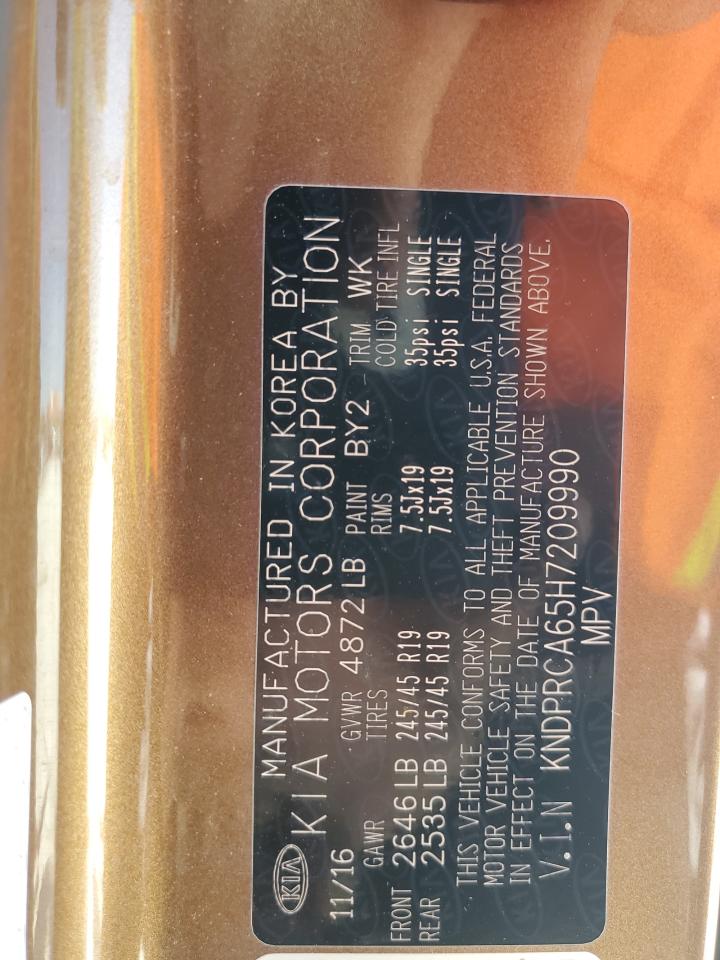 KIA MANUFACTURED IN KOREA BY
KIA MOTORS CORPORATION
11/16 GVWR 4872 LB PAINT BY2 TRIM WK
GAWR TIRES RIMS COLD TIRE INFL
FRONT 2646 LB 245/45 R19 7.5Jx19 35psi SINGLE
REAR 2535 LB 245/45 R19 7.5Jx19 35psi SINGLE
THIS VEHICLE CONFORMS TO ALL APPLICABLE U.S.A. FEDERAL
MOTOR VEHICLE SAFETY AND THEFT PREVENTION STANDARDS
IN EFFECT ON THE DATE OF MANUFACTURE SHOWN ABOVE.
V.I.N KNDPRCA65H7209990
MPV